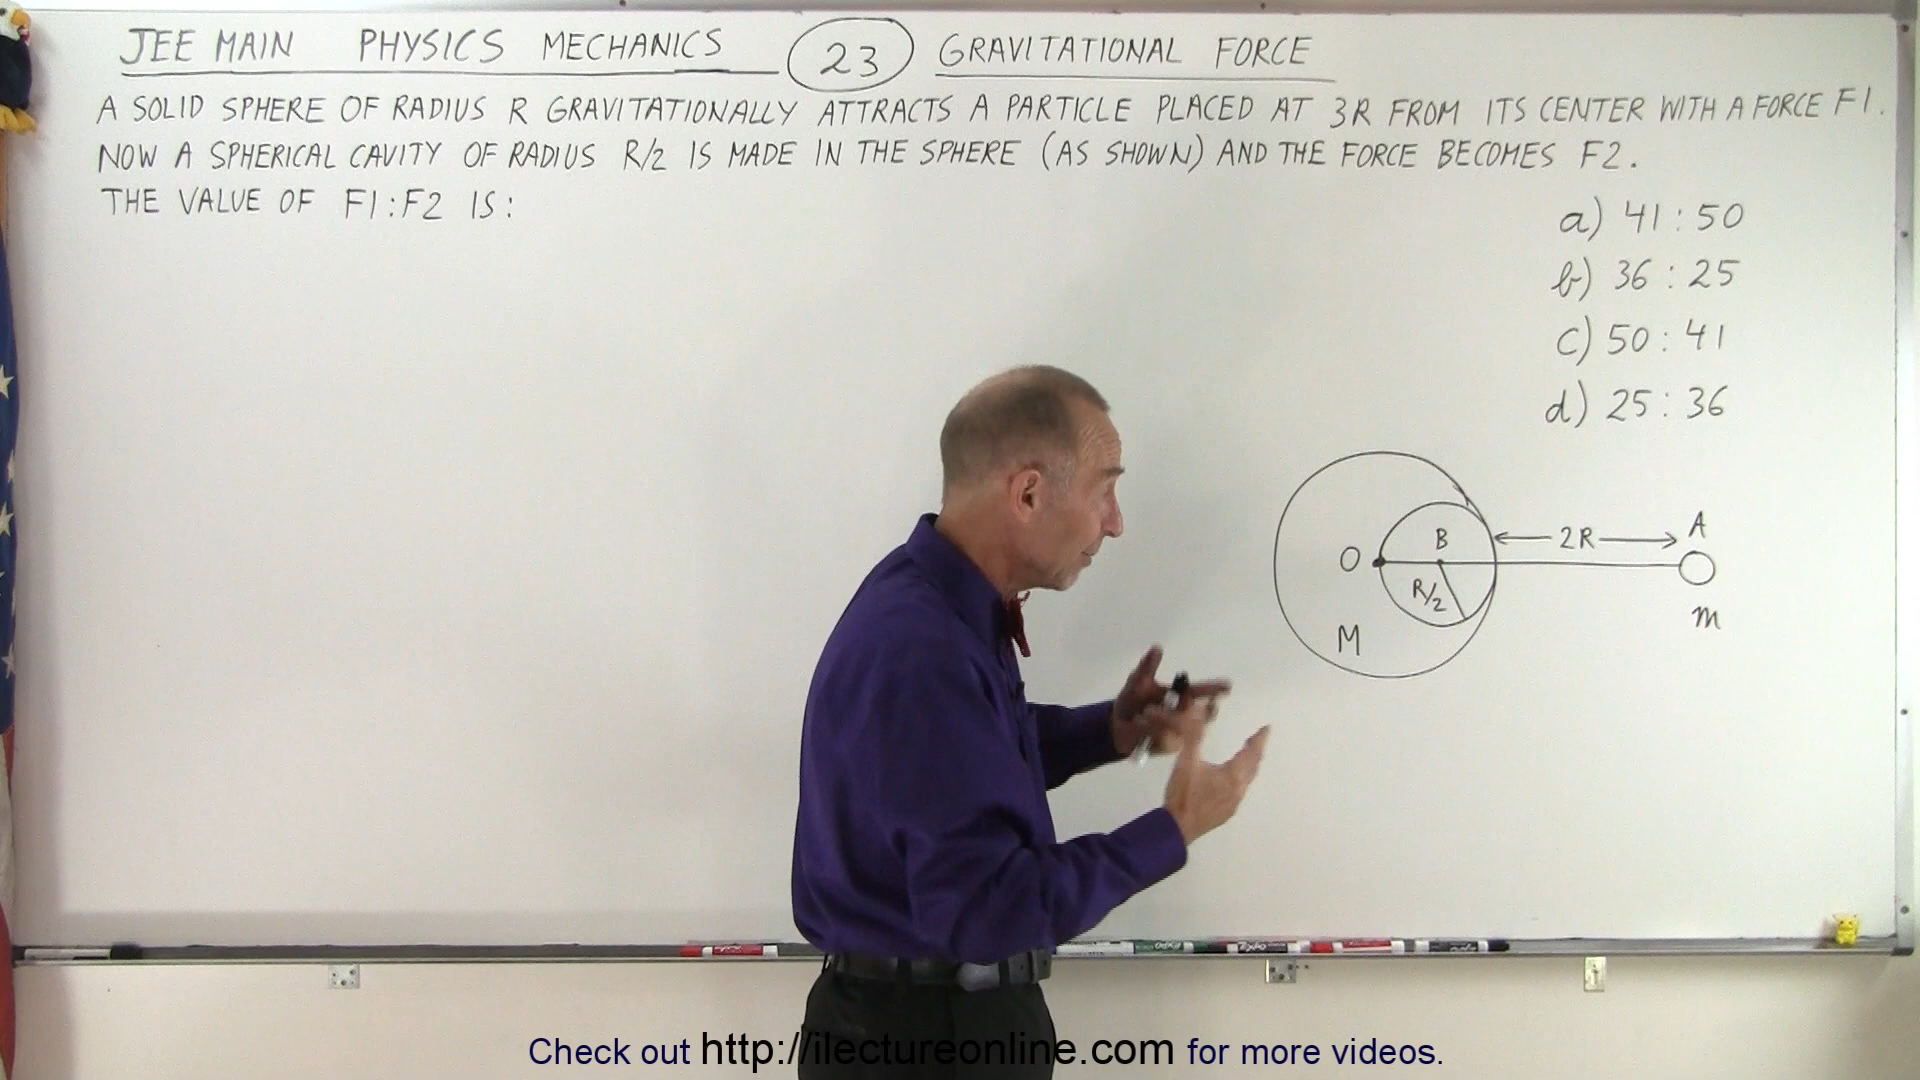 JEE MAIN PHYSICS MECHANICS 23 GRAVITATIONAL FORCE
A SOLID SPHERE OF RADIUS R GRAVITATIONALLY ATTRACTS A PARTICLE PLACED AT 3R FROM ITS CENTER WITH A FORCE F1.
NOW A SPHERICAL CAVITY OF RADIUS R/2 IS MADE IN THE SPHERE (AS SHOWN) AND THE FORCE BECOMES F2.
THE VALUE OF F1:F2 IS:
a) 41:50
b) 36:25
c) 50:41
d) 25:36
A
B
2R
O
R/2
M
m
EXPO
EXPO
Check out http://ilectureonline.com for more videos.